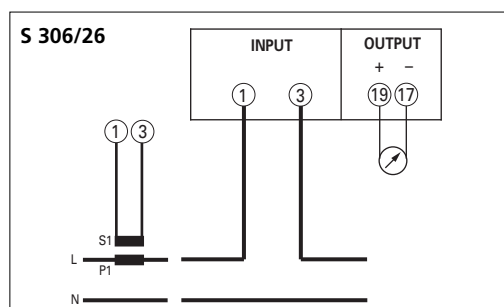 S 306/26
INPUT
OUTPUT
+ −
1
3
19 17
1 3
S1
L
P1
N